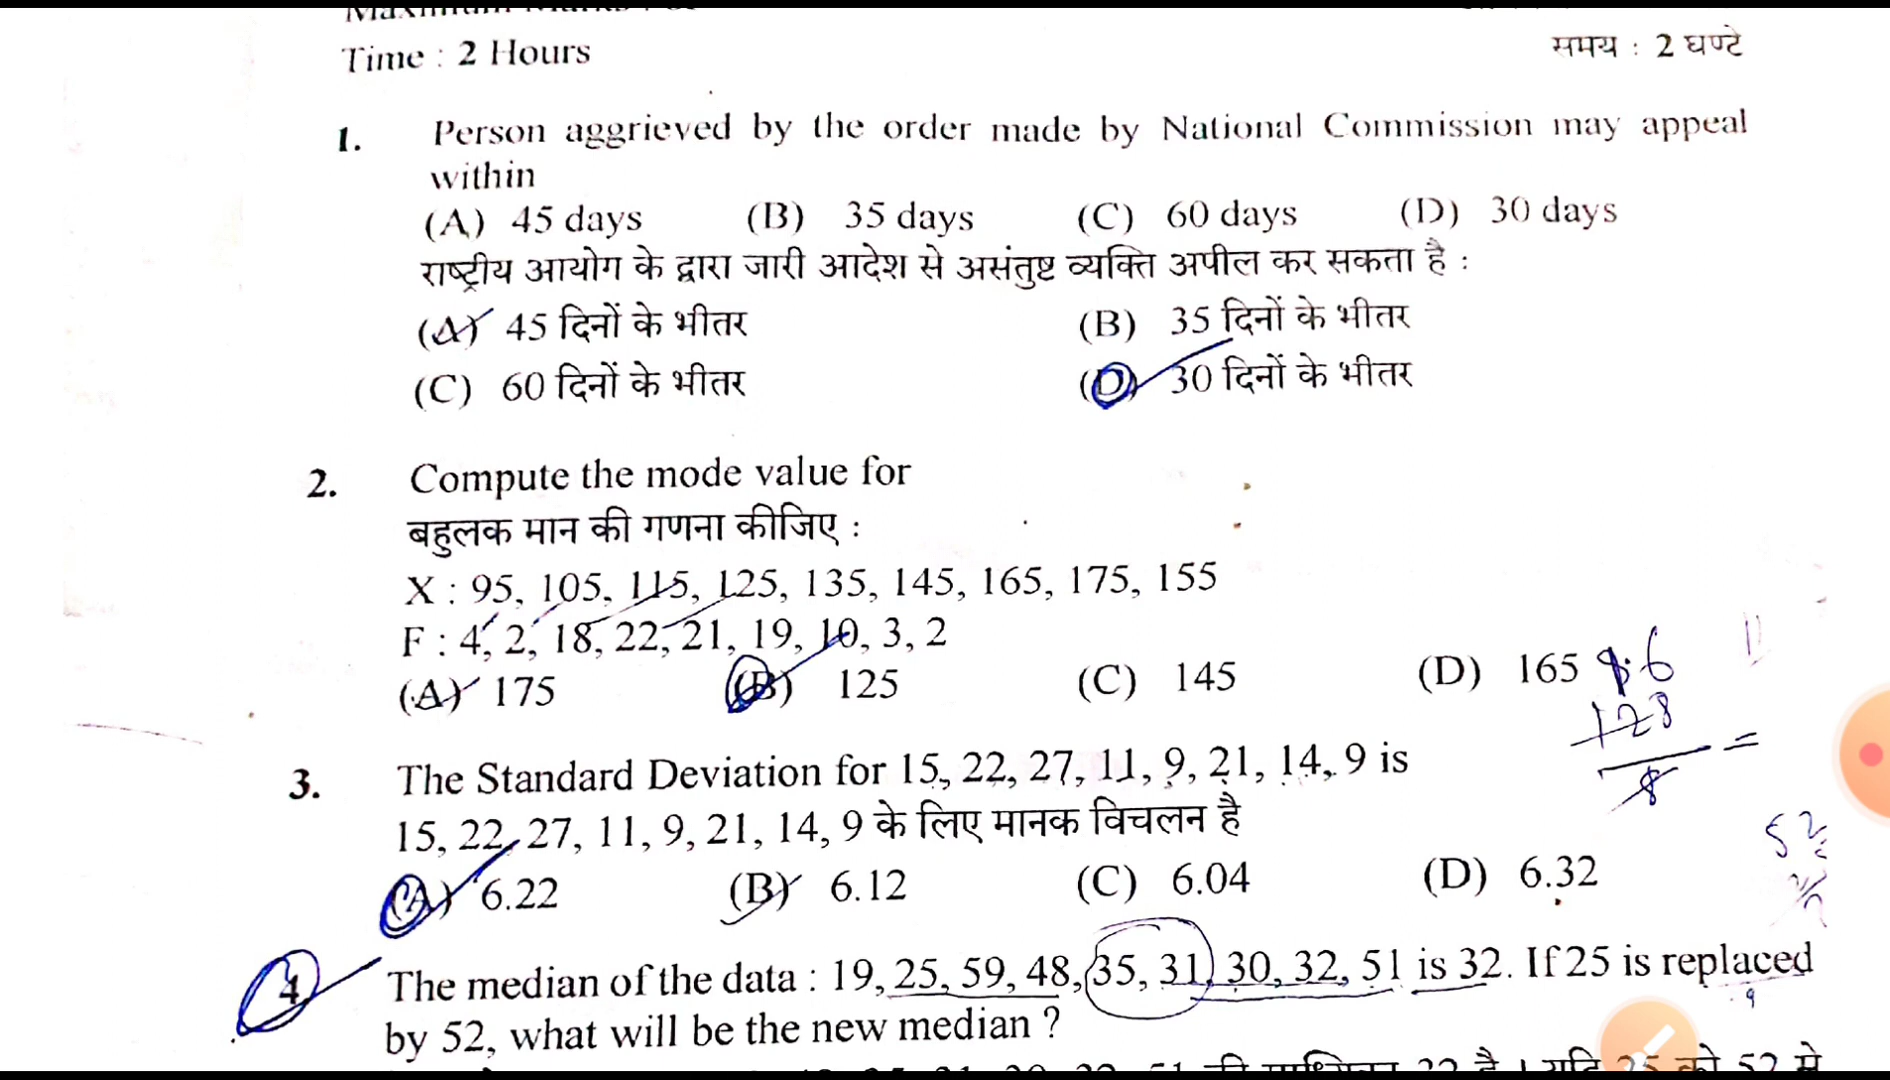 Time : 2 Hours
समय : 2 घण्टे
1. Person aggrieved by the order made by National Commission may appeal
within
(A) 45 days (B) 35 days (C) 60 days (D) 30 days
राष्ट्रीय आयोग के द्वारा जारी आदेश से असंतुष्ट व्यक्ति अपील कर सकता है :
(A) 45 दिनों के भीतर (B) 35 दिनों के भीतर
(C) 60 दिनों के भीतर (D) 30 दिनों के भीतर
2. Compute the mode value for
बहुलक मान की गणना कीजिए :
X : 95, 105, 115, 125, 135, 145, 165, 175, 155
F : 4, 2, 18, 22, 21, 19, 10, 3, 2
(A) 175 (B) 125 (C) 145 (D) 165
128
8
=
3. The Standard Deviation for 15, 22, 27, 11, 9, 21, 14, 9 is
15, 22, 27, 11, 9, 21, 14, 9 के लिए मानक विचलन है
52
(A) 6.22 (B) 6.12 (C) 6.04 (D) 6.32
4 The median of the data : 19, 25, 59, 48, 35, 31, 30, 32, 51 is 32. If 25 is replaced
9
by 52, what will be the new median ?